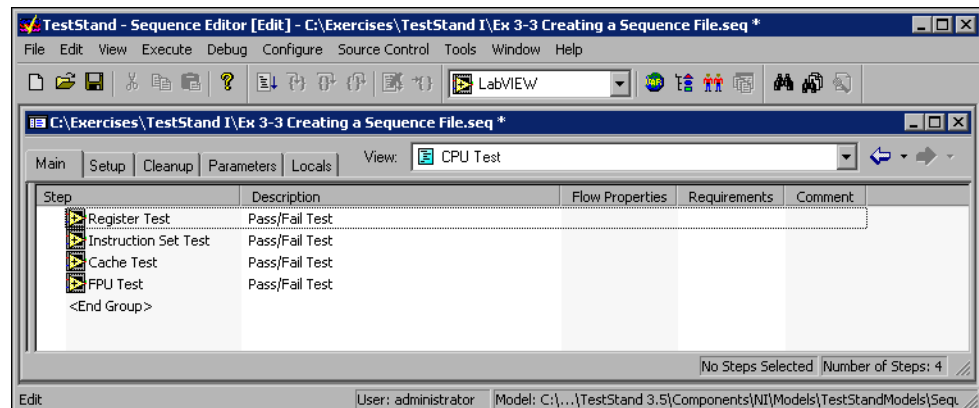 TestStand - Sequence Editor [Edit] - C:\Exercises\TestStand I\Ex 3-3 Creating a Sequence File.seq *
File Edit View Execute Debug Configure Source Control Tools Window Help
LabVIEW
C:\Exercises\TestStand I\Ex 3-3 Creating a Sequence File.seq *
Main Setup Cleanup Parameters Locals View: CPU Test
Step Description Flow Properties Requirements Comment
Register Test Pass/Fail Test
Instruction Set Test Pass/Fail Test
Cache Test Pass/Fail Test
FPU Test Pass/Fail Test
<End Group>
No Steps Selected Number of Steps: 4
Edit User: administrator Model: C:\...\TestStand 3.5\Components\NI\Models\TestStandModels\Sequ